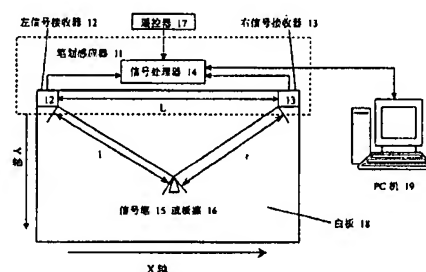 左信号接收器 12
遥控器 17
右信号接收器 13
笔划感应器 11
信号处理器 14
12
L
13
Y轴
l
r
信号笔 15 或板擦 16
PC 机 19
白板 18
X 轴